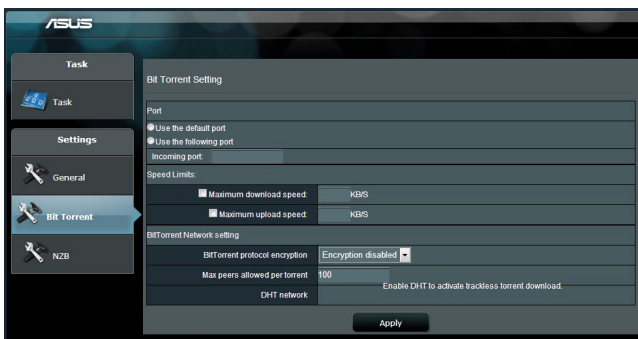 ASUS
Task
Task
Settings
General
Bit Torrent
NZB
Bit Torrent Setting
Port
Use the default port
Use the following port
Incoming port:
Speed Limits:
Maximum download speed: KB/S
Maximum upload speed: KB/S
BitTorrent Network setting
BitTorrent protocol encryption Encryption disabled
Max peers allowed per torrent 100
DHT network Enable DHT to activate trackless torrent download.
Apply